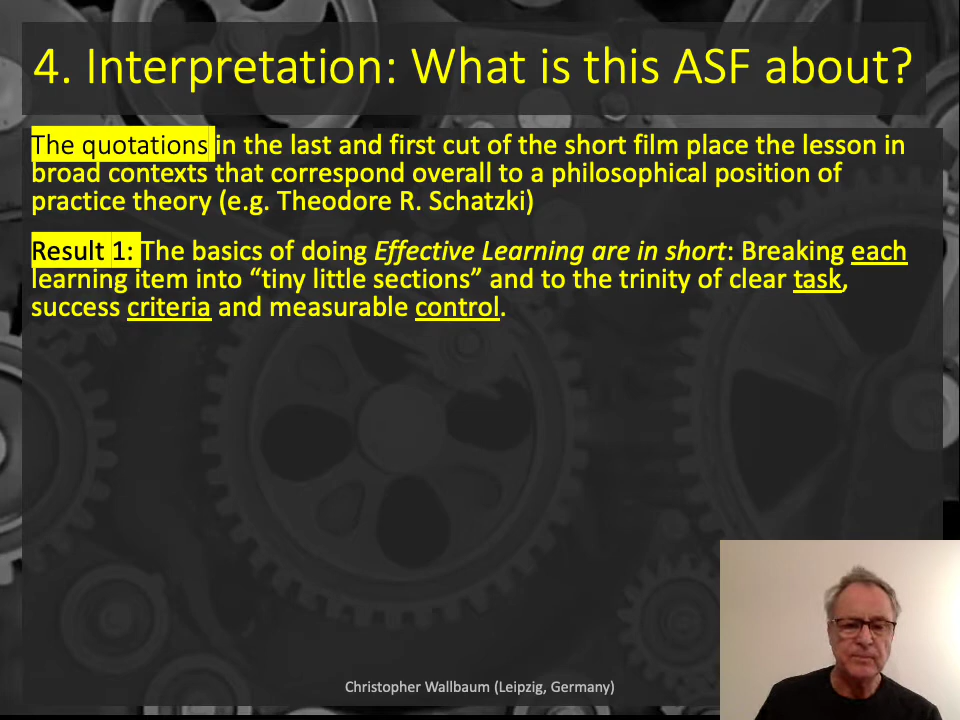 4. Interpretation: What is this ASF about?
The quotations in the last and first cut of the short film place the lesson in
broad contexts that correspond overall to a philosophical position of
practice theory (e.g. Theodore R. Schatzki)
Result 1: The basics of doing Effective Learning are in short: Breaking each
learning item into “tiny little sections” and to the trinity of clear task,
success criteria and measurable control.
Christopher Wallbaum (Leipzig, Germany)